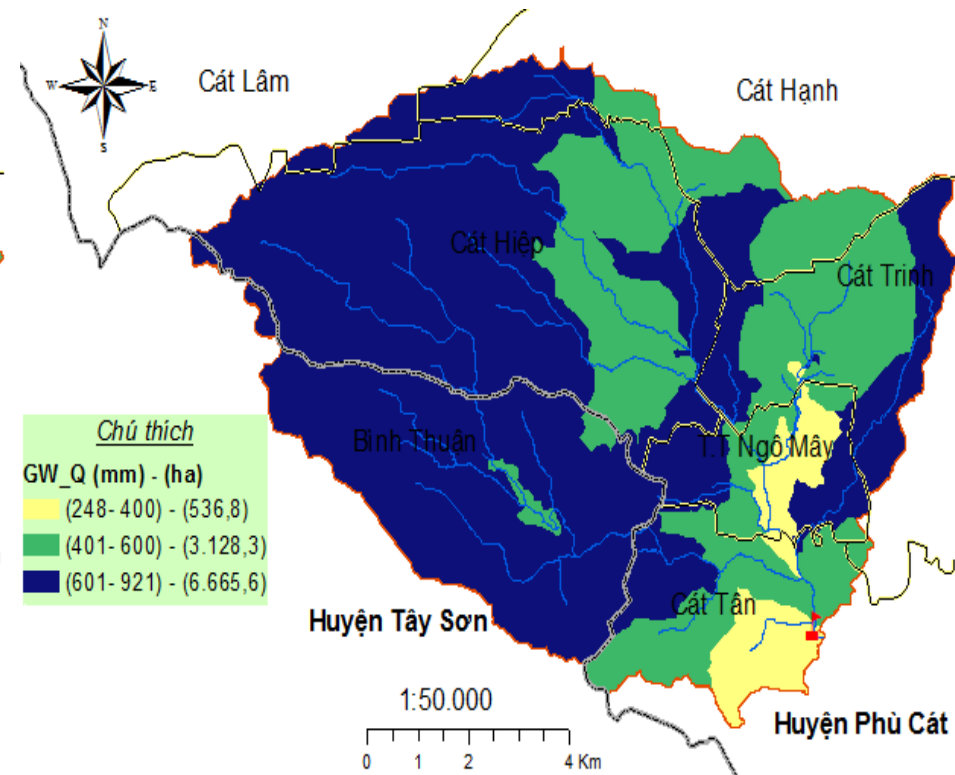 N
W
E
S
Cát Lâm
Cát Hạnh
Cát Hiệp
Cát Trinh
Chú thích
GW_Q (mm) - (ha)
(248- 400) - (536,8)
(401- 600) - (3.128,3)
(601- 921) - (6.665,6)
Bình Thuân
T.T Ngô Mây
Cát Tân
Huyện Tây Sơn
1:50.000
Huyện Phù Cát
0 1 2 4 Km